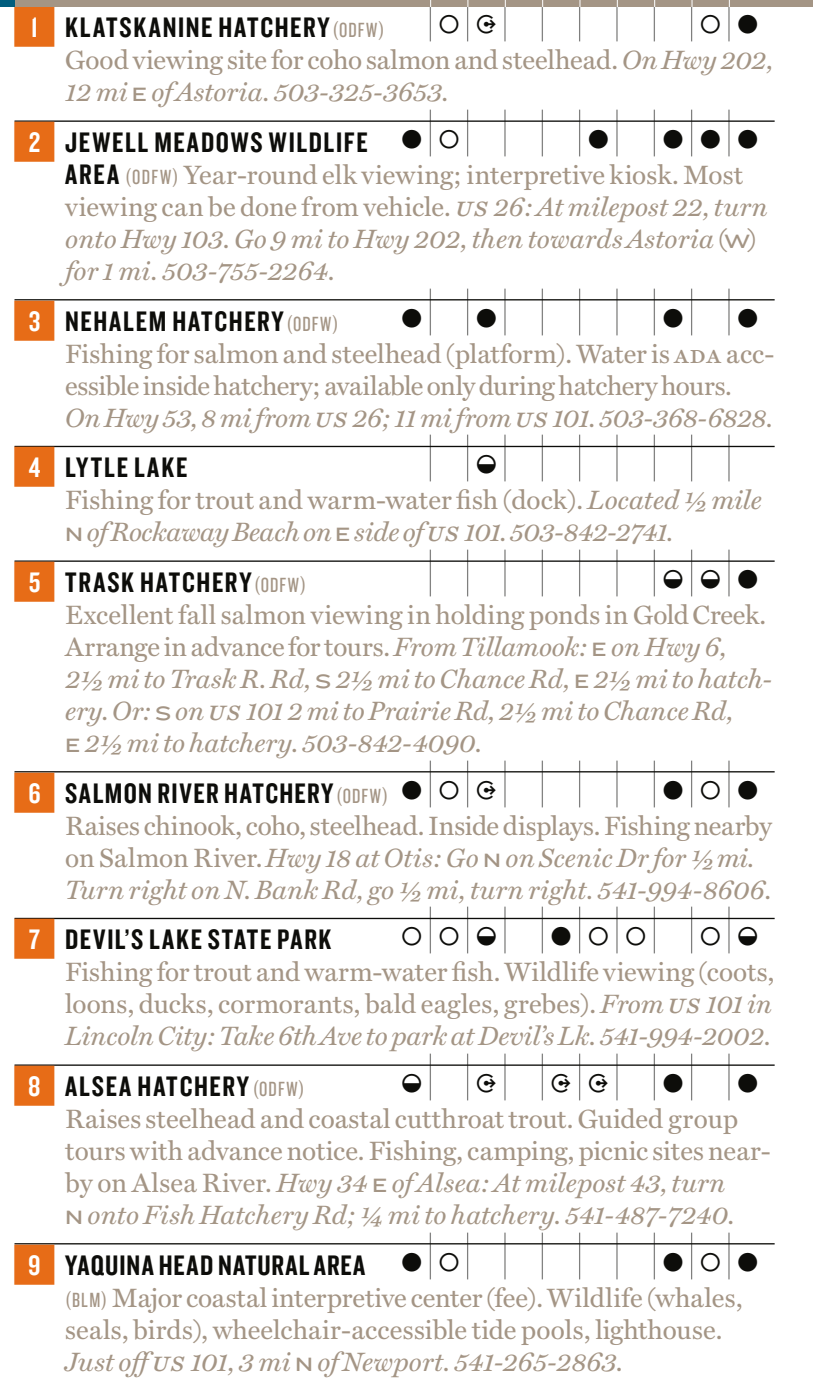 1 KLATSKANINE HATCHERY (ODFW)
Good viewing site for coho salmon and steelhead. On Hwy 202,
12 mi E of Astoria. 503-325-3653.
2 JEWELL MEADOWS WILDLIFE
AREA (ODFW) Year-round elk viewing; interpretive kiosk. Most
viewing can be done from vehicle. US 26: At milepost 22, turn
onto Hwy 103. Go 9 mi to Hwy 202, then towards Astoria (W)
for 1 mi. 503-755-2264.
3 NEHALEM HATCHERY (ODFW)
Fishing for salmon and steelhead (platform). Water is ADA acc-
essible inside hatchery; available only during hatchery hours.
On Hwy 53, 8 mi from US 26; 11 mi from US 101. 503-368-6828.
4 LYTLE LAKE
Fishing for trout and warm-water fish (dock). Located ½ mile
N of Rockaway Beach on E side of US 101. 503-842-2741.
5 TRASK HATCHERY (ODFW)
Excellent fall salmon viewing in holding ponds in Gold Creek.
Arrange in advance for tours. From Tillamook: E on Hwy 6,
2½ mi to Trask R. Rd, S 2½ mi to Chance Rd, E 2½ mi to hatch-
ery. Or: S on US 101 2 mi to Prairie Rd, 2½ mi to Chance Rd,
E 2½ mi to hatchery. 503-842-4090.
6 SALMON RIVER HATCHERY (ODFW)
Raises chinook, coho, steelhead. Inside displays. Fishing nearby
on Salmon River. Hwy 18 at Otis: Go N on Scenic Dr for ½ mi.
Turn right on N. Bank Rd, go ½ mi, turn right. 541-994-8606.
7 DEVIL'S LAKE STATE PARK
Fishing for trout and warm-water fish. Wildlife viewing (coots,
loons, ducks, cormorants, bald eagles, grebes). From US 101 in
Lincoln City: Take 6th Ave to park at Devil's Lk. 541-994-2002.
8 ALSEA HATCHERY (ODFW)
Raises steelhead and coastal cutthroat trout. Guided group
tours with advance notice. Fishing, camping, picnic sites near-
by on Alsea River. Hwy 34 E of Alsea: At milepost 43, turn
N onto Fish Hatchery Rd; ¼ mi to hatchery. 541-487-7240.
9 YAQUINA HEAD NATURAL AREA
(BLM) Major coastal interpretive center (fee). Wildlife (whales,
seals, birds), wheelchair-accessible tide pools, lighthouse.
Just off US 101, 3 mi N of Newport. 541-265-2863.